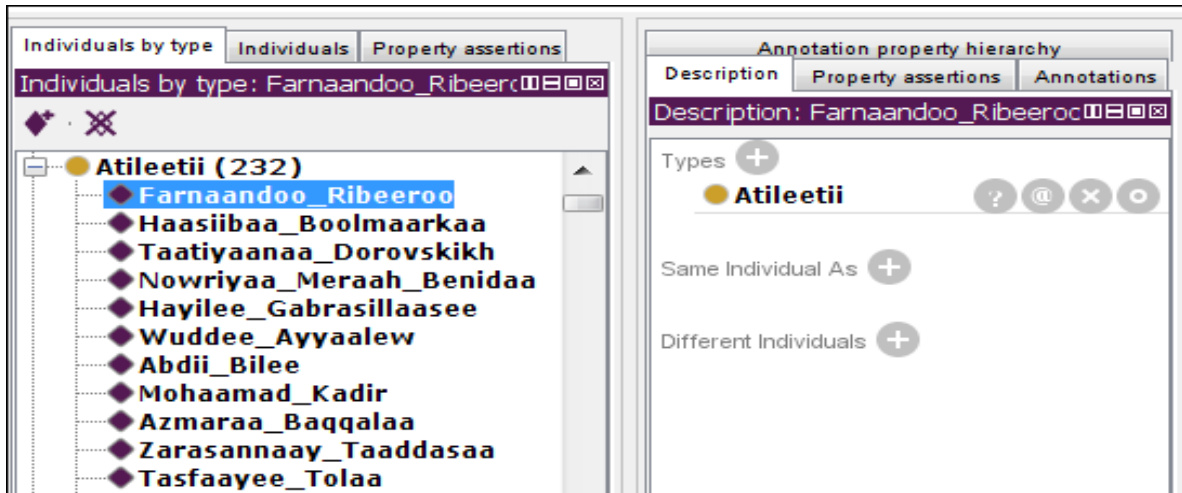 Individuals by type Individuals Property assertions
Individuals by type: Farnaandoo_Ribeero
Atileetii (232)
Farnaandoo_Ribeeroo
Haasiibaa_Boolmaarkaa
Taatiyaanaa_Dorovskikh
Nowriyaa_Meraah_Benidaa
Hayilee_Gabrasillaasee
Wuddee_Ayyaalew
Abdii_Bilee
Mohaamad_Kadir
Azmaraa_Baqqalaa
Zarasannaay_Taaddasaa
Tasfaayee_Tolaa
Annotation property hierarchy
Description Property assertions Annotations
Description: Farnaandoo_Ribeeroo
Types
Atileetii
Same Individual As
Different Individuals